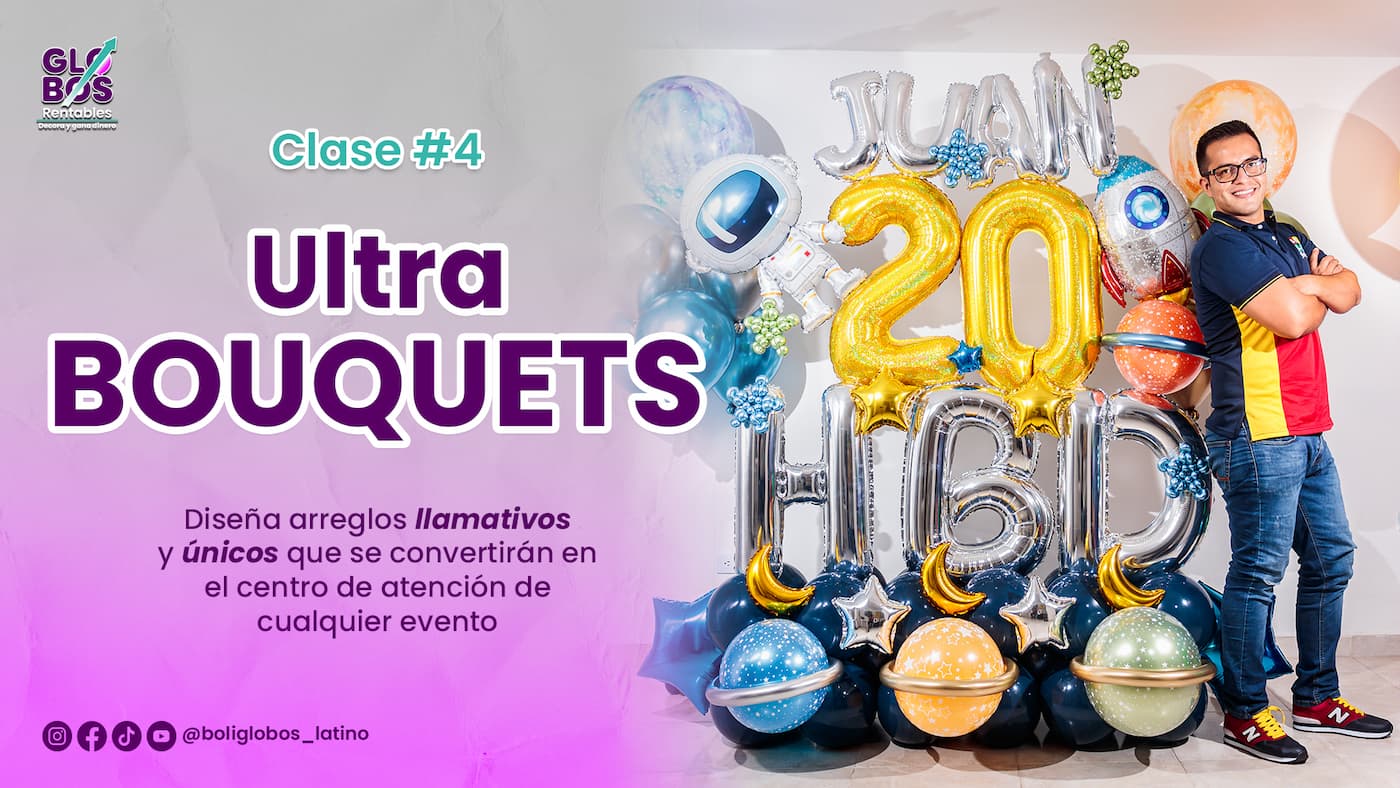 GLO
BOS
Rentables
Decora y gana dinero
Clase #4
Ultra
BOUQUETS
Diseña arreglos llamativos
y únicos que se convertirán en
el centro de atención de
cualquier evento
@boliglobos_latino
JUAN
20
HBD
N
N